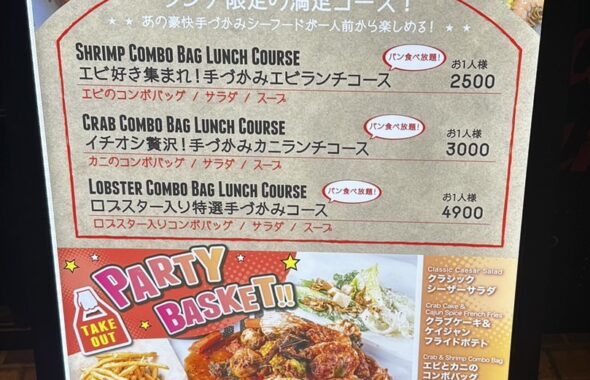 ランチ限定の満足コース!
★ あの豪快手づかみシーフードが一人前から楽しめる! ★
SHRIMP COMBO BAG LUNCH COURSE
パン食べ放題!
お1人様
エビ好き集まれ!手づかみエビランチコース
2500
エビのコンボバッグ / サラダ / スープ
CRAB COMBO BAG LUNCH COURSE
パン食べ放題!
お1人様
イチオシ贅沢!手づかみカニランチコース
3000
カニのコンボバッグ / サラダ / スープ
LOBSTER COMBO BAG LUNCH COURSE
パン食べ放題!
お1人様
ロブスター入り特選手づかみコース
4900
ロブスター入りコンボバッグ / サラダ / スープ
PARTY
BASKET!!
TAKE
OUT
Classic Caesar Salad
クラシック
シーザーサラダ
Crab Cake &
Cajun Spice French Fries
クラブケーキ&
ケイジャン
フライドポテト
Crab & Shrimp Combo Bag
エビとカニの
コンボバッグ